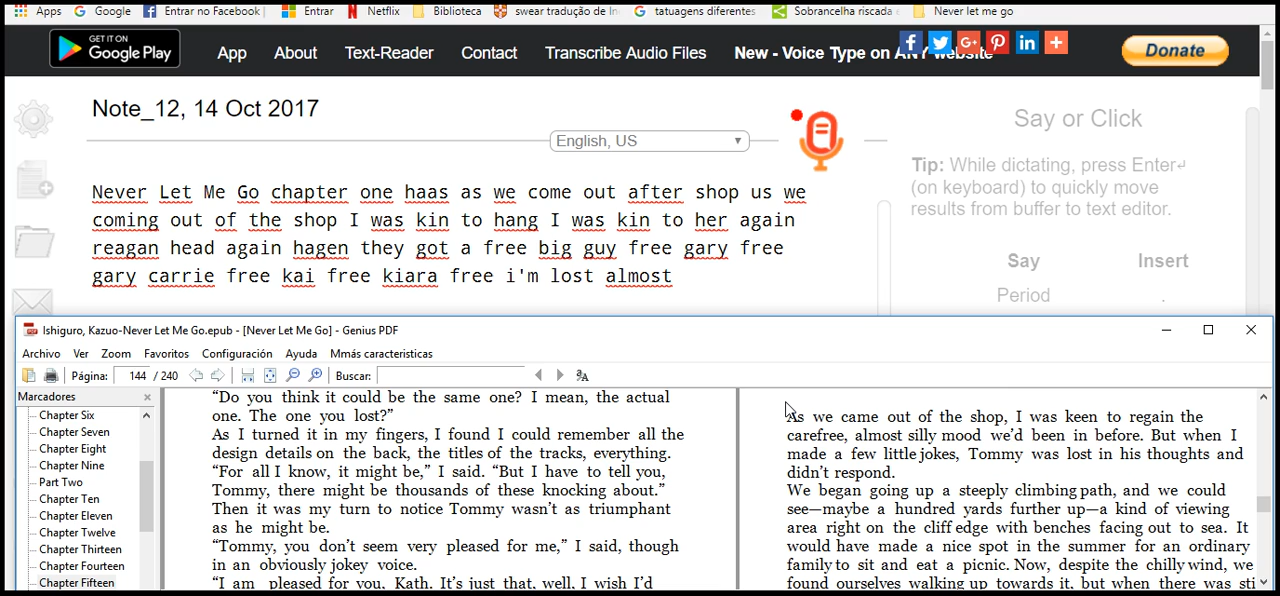 Apps Google Entrar no Facebook Entrar Netflix Biblioteca swear tradução de In tatuagens diferentes Sobrancelha riscada e Never let me go
GET IT ON
Google Play App About Text-Reader Contact Transcribe Audio Files New - Voice Type on ANY website Donate
Note_12, 14 Oct 2017
English, US
Never Let Me Go chapter one haas as we come out after shop us we
coming out of the shop I was kin to hang I was kin to her again
reagan head again hagen they got a free big guy free gary free
gary carrie free kai free kiara free i'm lost almost
Say or Click
Tip: While dictating, press Enter↵
(on keyboard) to quickly move
results from buffer to text editor.
Say Insert
Period .
Ishiguro, Kazuo-Never Let Me Go.epub - [Never Let Me Go] - Genius PDF
Archivo Ver Zoom Favoritos Configuración Ayuda Mmás caracteristicas
Página: 144 / 240 Buscar:
Marcadores
Chapter Six
Chapter Seven
Chapter Eight
Chapter Nine
Part Two
Chapter Ten
Chapter Eleven
Chapter Twelve
Chapter Thirteen
Chapter Fourteen
Chapter Fifteen
“Do you think it could be the same one? I mean, the actual
one. The one you lost?”
As I turned it in my fingers, I found I could remember all the
design details on the back, the titles of the tracks, everything.
“For all I know, it might be,” I said. “But I have to tell you,
Tommy, there might be thousands of these knocking about.”
Then it was my turn to notice Tommy wasn’t as triumphant
as he might be.
“Tommy, you don’t seem very pleased for me,” I said, though
in an obviously jokey voice.
“I am pleased for you, Kath. It’s just that, well, I wish I’d
As we came out of the shop, I was keen to regain the
carefree, almost silly mood we’d been in before. But when I
made a few little jokes, Tommy was lost in his thoughts and
didn’t respond.
We began going up a steeply climbing path, and we could
see—maybe a hundred yards further up—a kind of viewing
area right on the cliff edge with benches facing out to sea. It
would have made a nice spot in the summer for an ordinary
family to sit and eat a picnic. Now, despite the chilly wind, we
found ourselves walking up towards it, but when there was sti